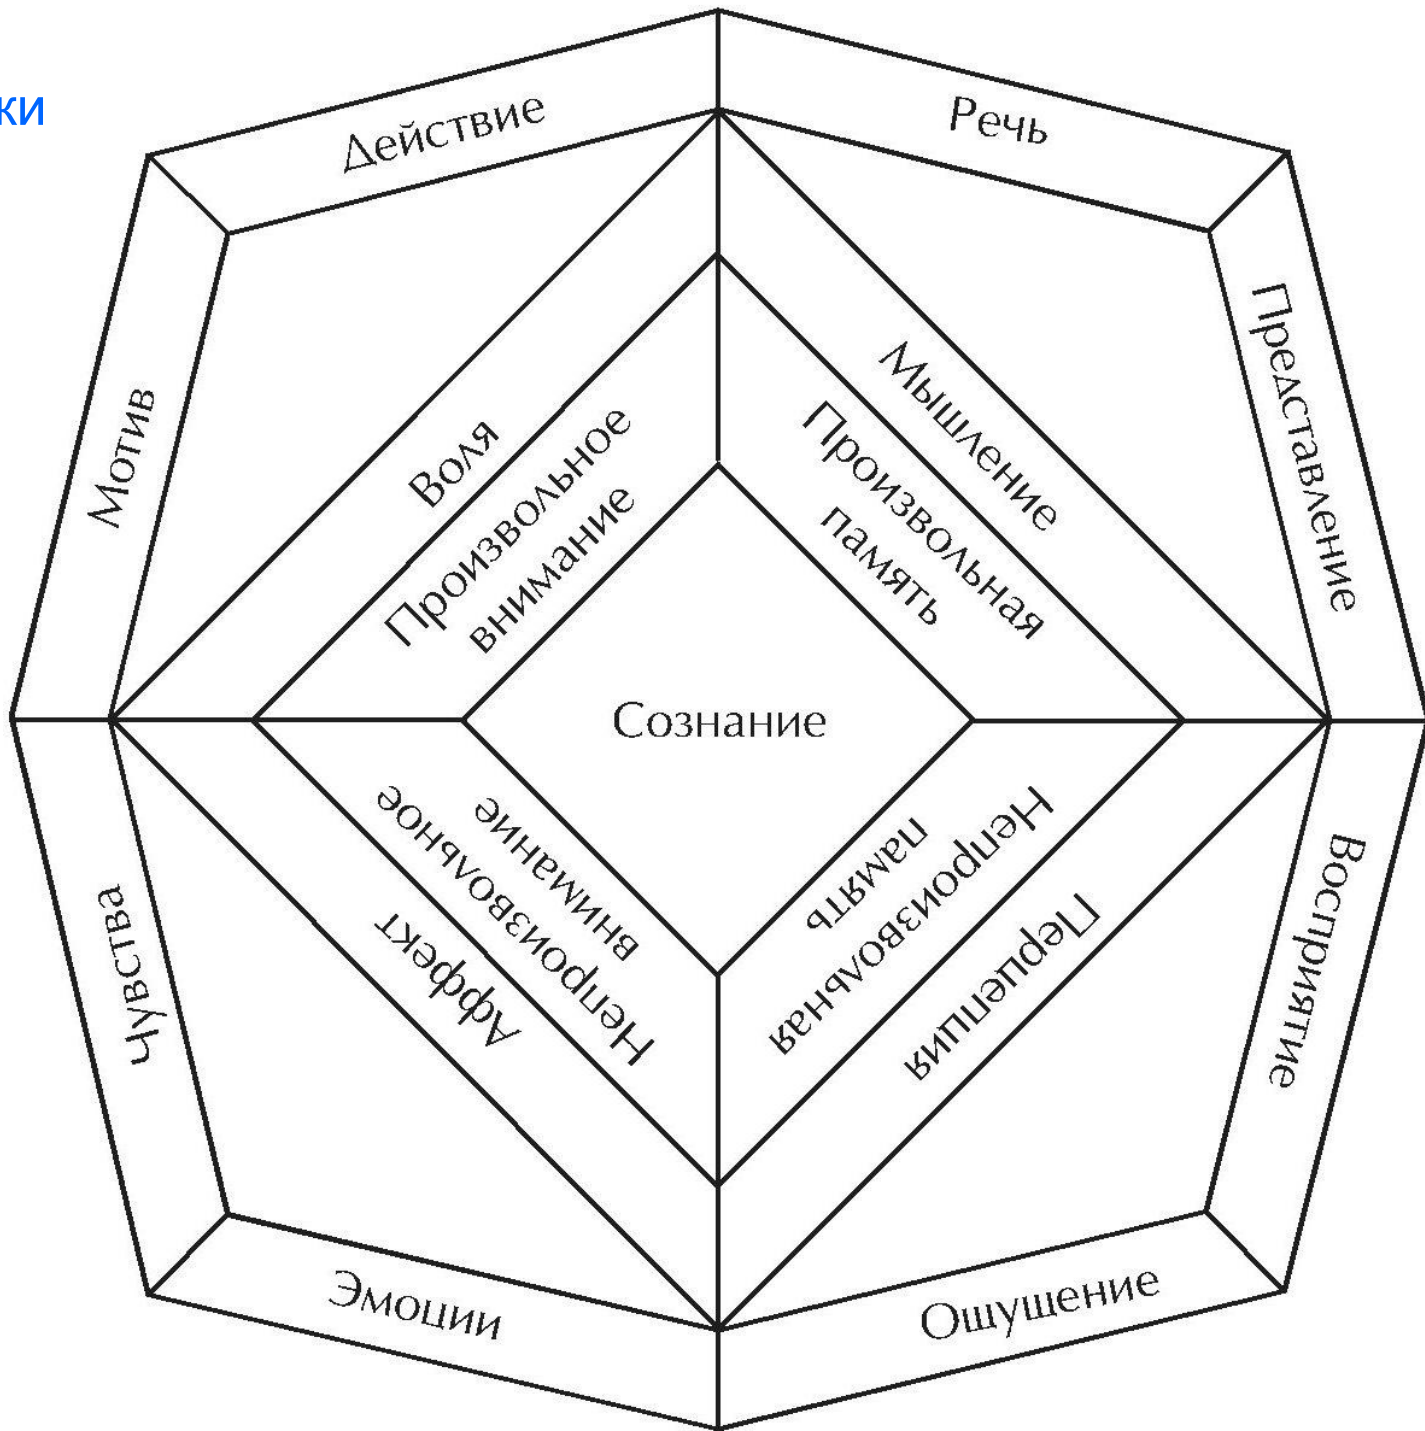 ки
Действие
Речь
Мотив
Представление
Воля
Мышление
Произвольное
внимание
Произвольная
память
Сознание
Непроизвольное
внимание
Непроизвольная
память
Аффект
Перцепция
Чувства
Восприятие
Эмоции
Ощущение